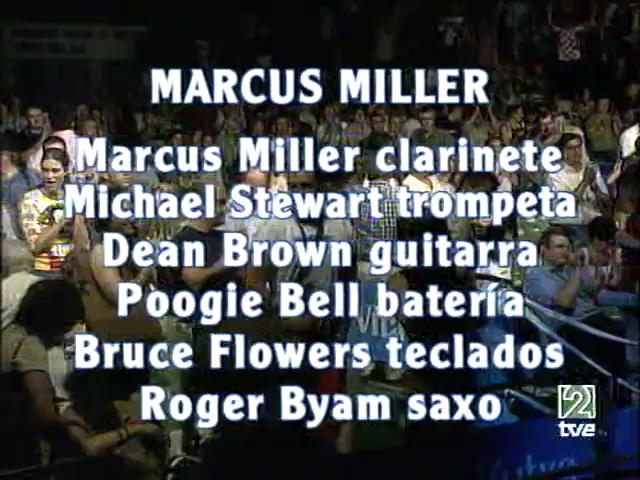 MARCUS MILLER
Marcus Miller clarinete
Michael Stewart trompeta
Dean Brown guitarra
Poogie Bell batería
Bruce Flowers teclados
Roger Byam saxo
2
tve